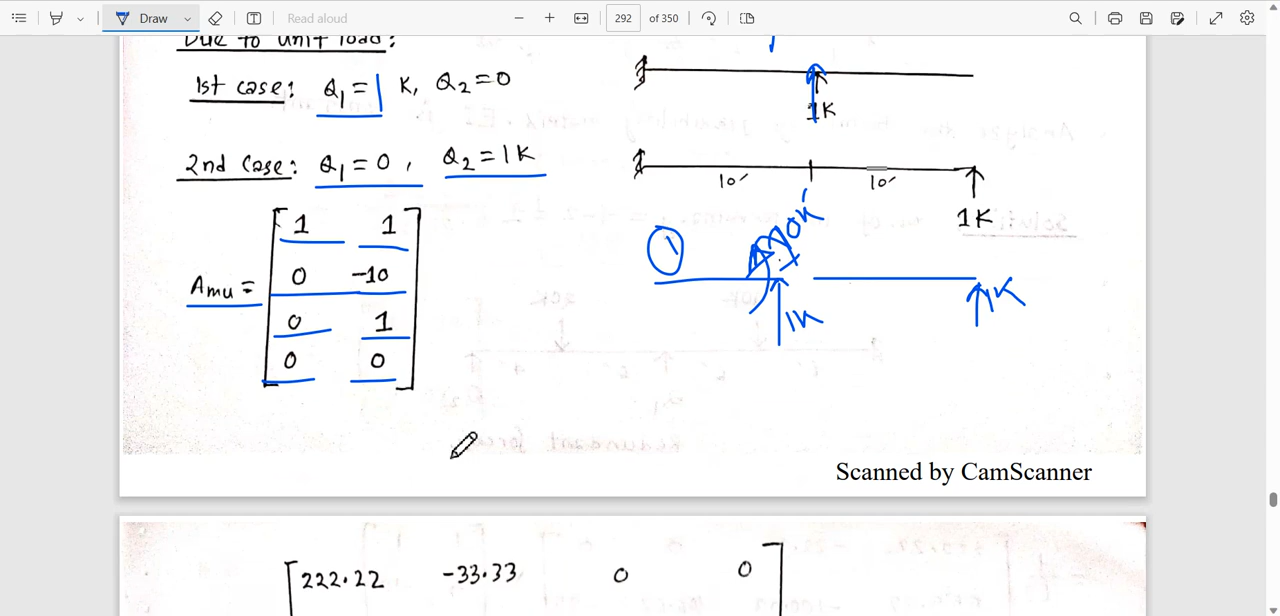 Draw
Read aloud
292 of 350
Due to unit load:
1st case: Q1 = 1 K, Q2=0
1K
2nd Case: Q1=0, Q2=1K
10'
10'
1K
1
10K'
1K
1K
Amu =
1 1
0 -10
0 1
0 0
Scanned by CamScanner
222.22 -33.33 0 0